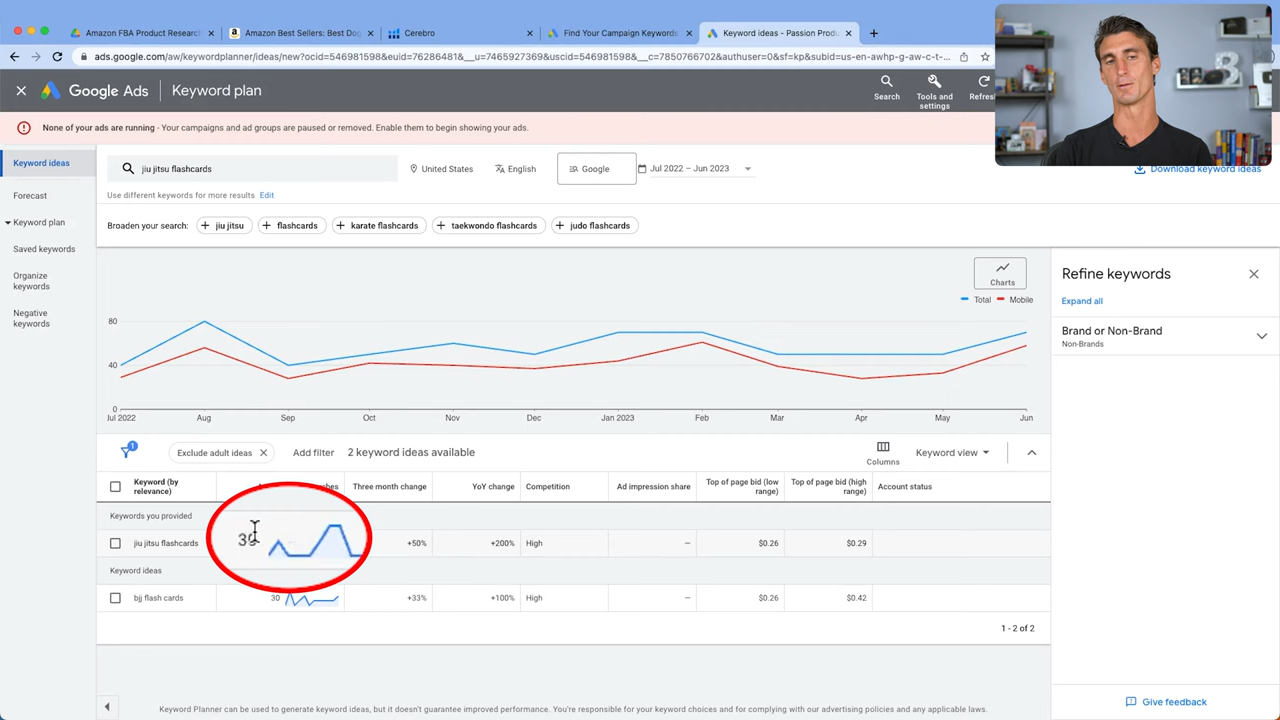 Amazon FBA Product Researc
Amazon Best Sellers: Best Dog
Cerebro
Find Your Campaign Keywords
Keyword ideas - Passion Produ
ads.google.com/aw/keywordplanner/ideas/new?ocid=546981598&euid=76286481&__u=7465927369&uscid=546981598&__c=7850766702&authuser=0&sf=kp&subid=us-en-awhp-g-aw-c-t-...
Google Ads
Keyword plan
Search
Tools and settings
Refresh
None of your ads are running - Your campaigns and ad groups are paused or removed. Enable them to begin showing your ads.
Keyword ideas
Forecast
Keyword plan
Saved keywords
Organize
keywords
Negative
keywords
jiu jitsu flashcards
United States
English
Google
Jul 2022 – Jun 2023
Download keyword ideas
Use different keywords for more results Edit
Broaden your search:
jiu jitsu
flashcards
karate flashcards
taekwondo flashcards
judo flashcards
Charts
Total
Mobile
80
40
0
Jul 2022
Aug
Sep
Oct
Nov
Dec
Jan 2023
Feb
Mar
Apr
May
Jun
Refine keywords
Expand all
Brand or Non-Brand
Non-Brands
1
Exclude adult ideas
Add filter
2 keyword ideas available
Columns
Keyword view
Keyword (by
relevance)
Three month change
YoY change
Competition
Ad impression share
Top of page bid (low
range)
Top of page bid (high
range)
Account status
Keywords you provided
jiu jitsu flashcards
+50%
+200%
High
–
$0.26
$0.29
Keyword ideas
bjj flash cards
30
+33%
+100%
High
–
$0.26
$0.42
1 - 2 of 2
Keyword Planner can be used to generate keyword ideas, but it doesn't guarantee improved performance. You're responsible for your keyword choices and for complying with our advertising policies and any applicable laws.
Give feedback